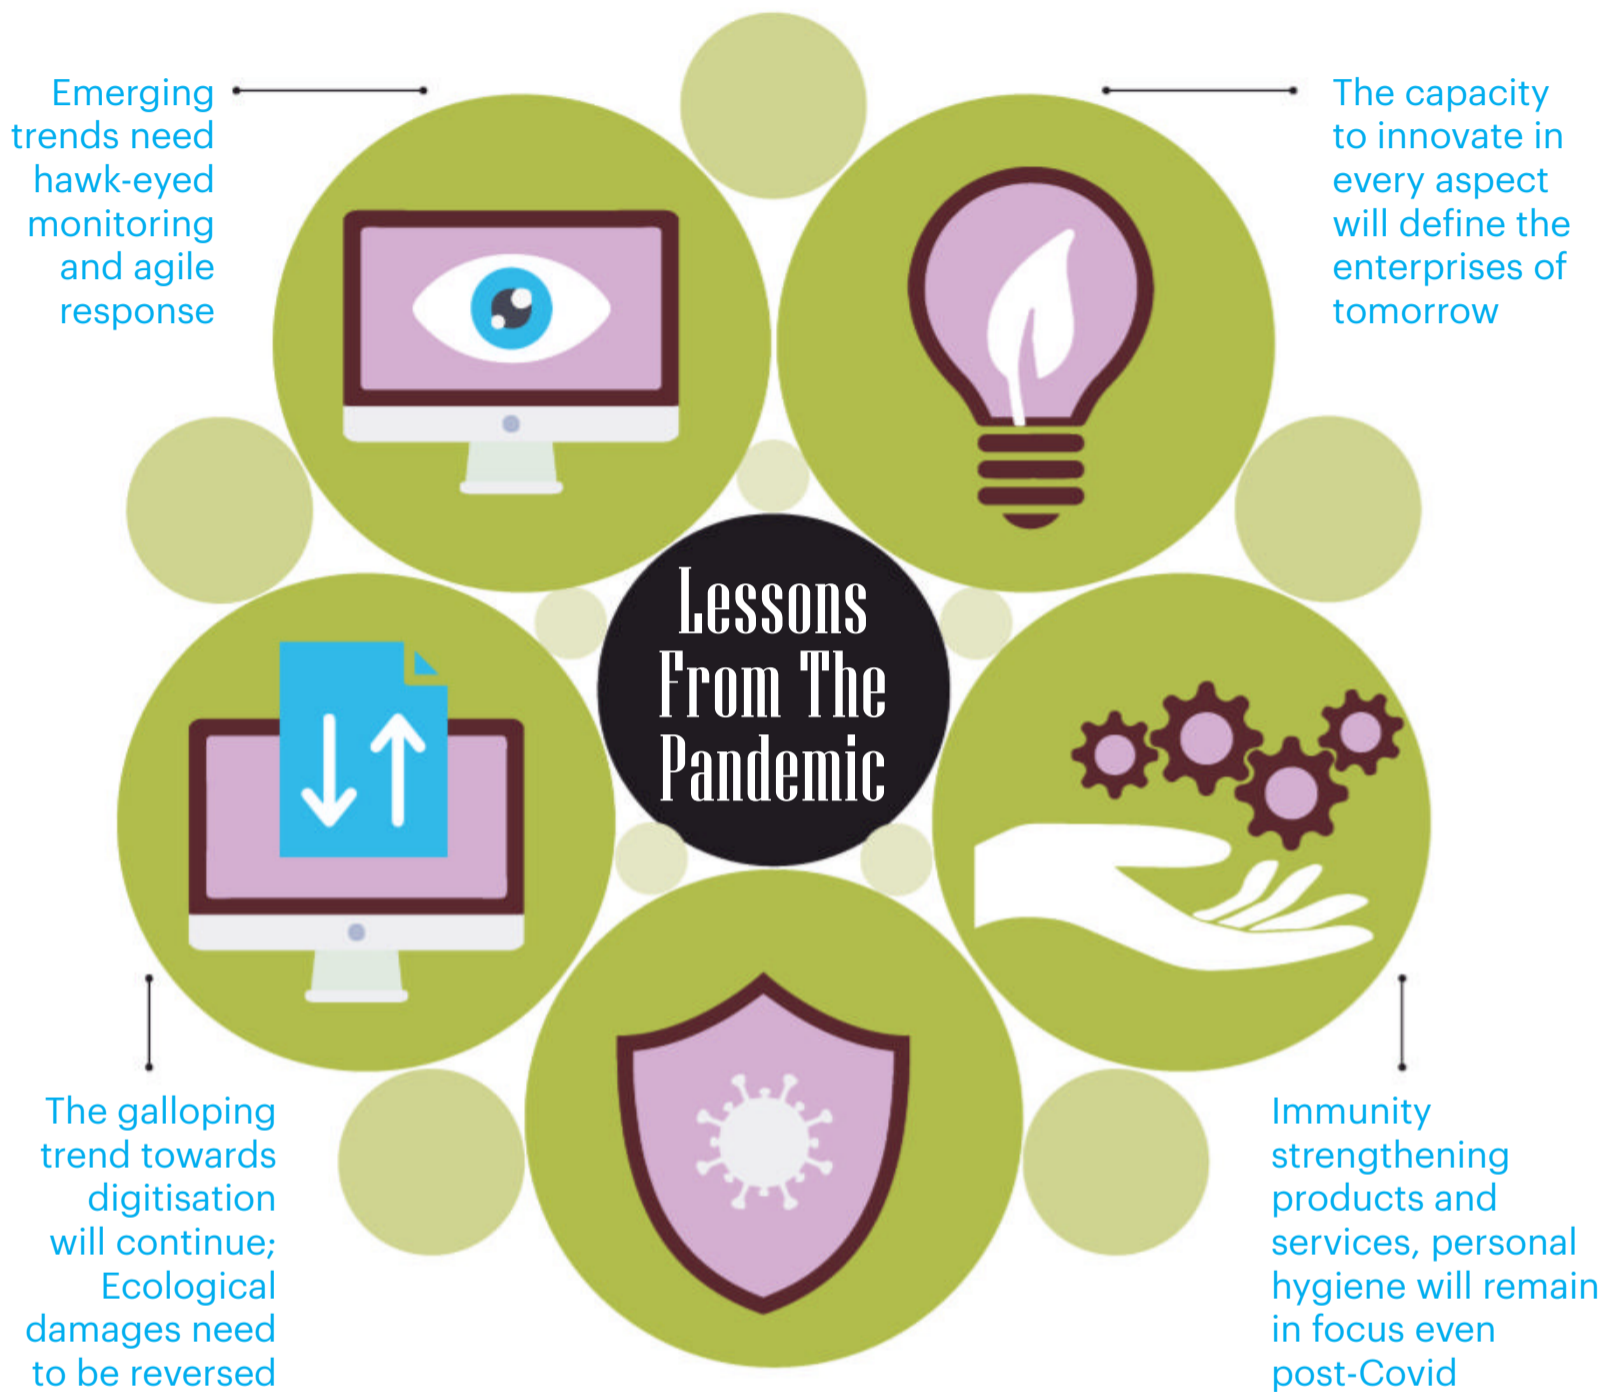 Emerging
trends need
hawk-eyed
monitoring
and agile
response
The capacity
to innovate in
every aspect
will define the
enterprises of
tomorrow
Lessons
From The
Pandemic
The galloping
trend towards
digitisation
will continue;
Ecological
damages need
to be reversed
Immunity
strengthening
products and
services, personal
hygiene will remain
in focus even
post-Covid